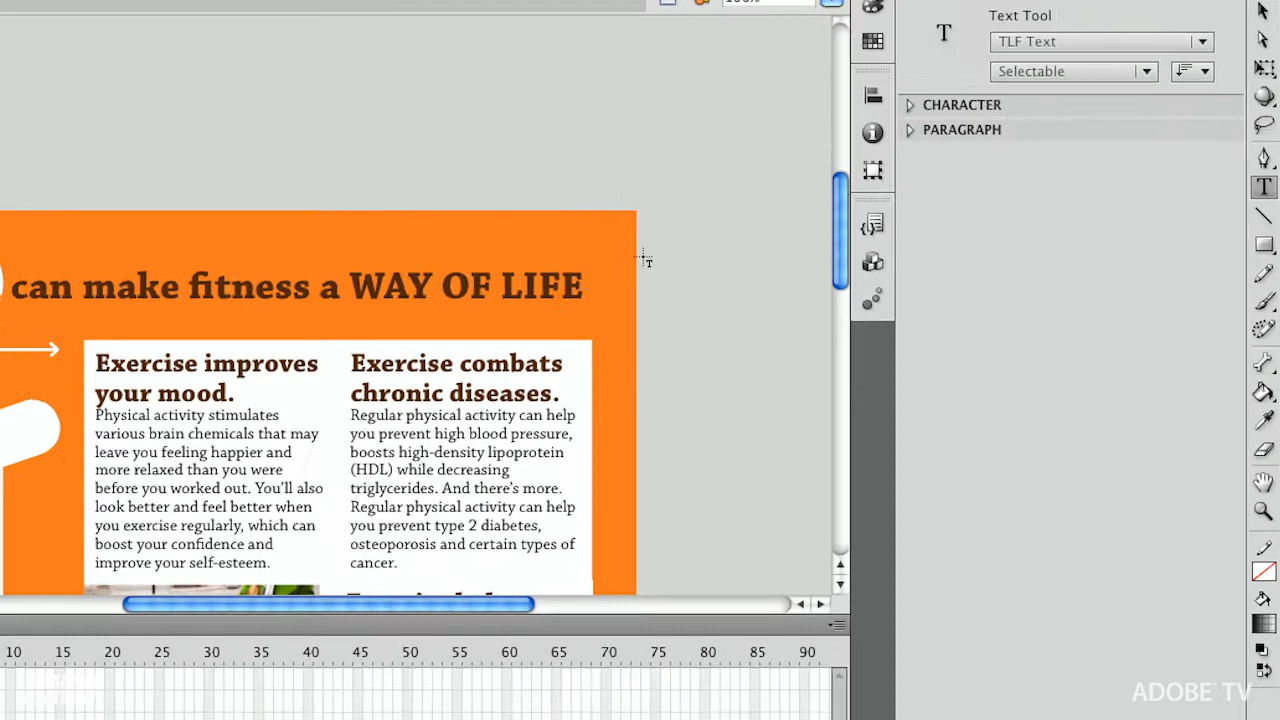 Text Tool
T
TLF Text
Selectable
CHARACTER
PARAGRAPH
can make fitness a WAY OF LIFE
Exercise improves
your mood.
Physical activity stimulates
various brain chemicals that may
leave you feeling happier and
more relaxed than you were
before you worked out. You'll also
look better and feel better when
you exercise regularly, which can
boost your confidence and
improve your self-esteem.
Exercise combats
chronic diseases.
Regular physical activity can help
you prevent high blood pressure,
boosts high-density lipoprotein
(HDL) while decreasing
triglycerides. And there's more.
Regular physical activity can help
you prevent type 2 diabetes,
osteoporosis and certain types of
cancer.
10 15 20 25 30 35 40 45 50 55 60 65 70 75 80 85 90
ADOBE® TV